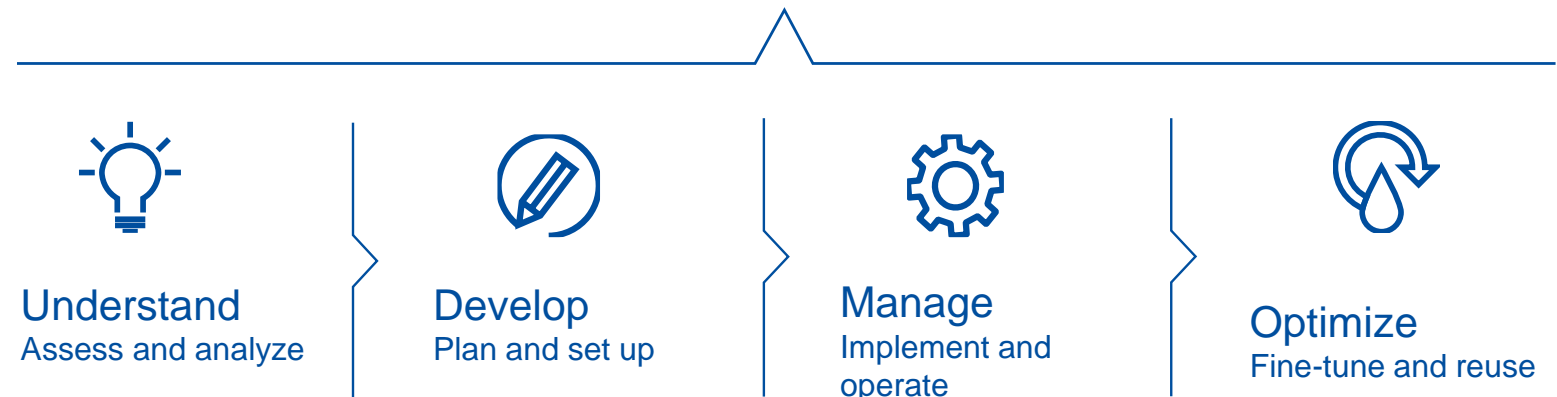 Understand
Assess and analyze
Develop
Plan and set up
Manage
Implement and
operate
Optimize
Fine-tune and reuse